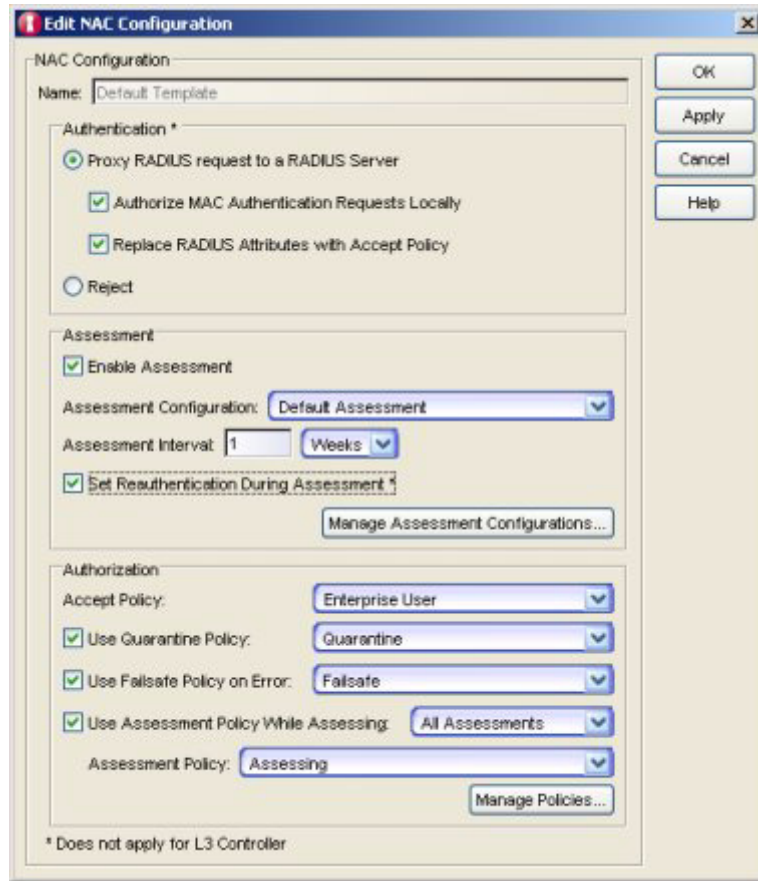 Edit NAC Configuration
NAC Configuration
Name: Default Template
Authentication *
Proxy RADIUS request to a RADIUS Server
Authorize MAC Authentication Requests Locally
Replace RADIUS Attributes with Accept Policy
Reject
Assessment
Enable Assessment
Assessment Configuration: Default Assessment
Assessment Interval: 1 Weeks
Set Reauthentication During Assessment *
Manage Assessment Configurations...
Authorization
Accept Policy: Enterprise User
Use Quarantine Policy: Quarantine
Use Failsafe Policy on Error: Failsafe
Use Assessment Policy While Assessing: All Assessments
Assessment Policy: Assessing
Manage Policies...
* Does not apply for L3 Controller
OK
Apply
Cancel
Help